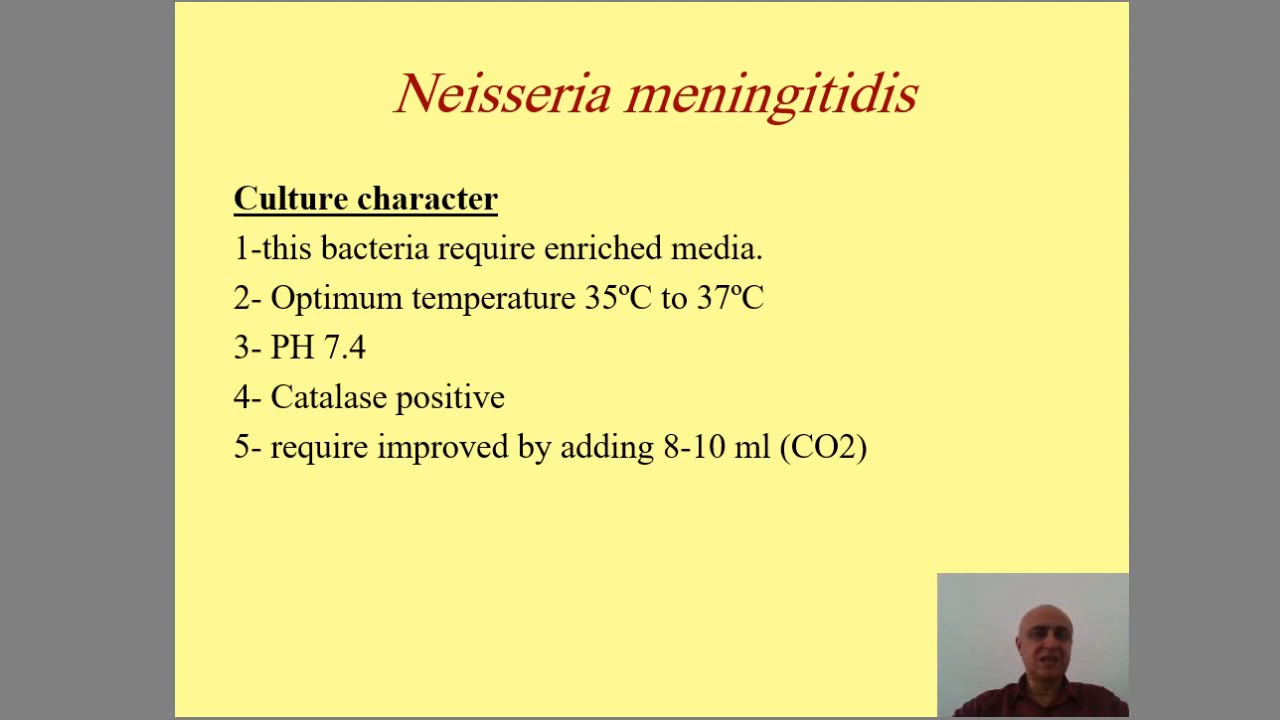 Neisseria meningitidis
Culture character
1-this bacteria require enriched media.
2- Optimum temperature 35ºC to 37ºC
3- PH 7.4
4- Catalase positive
5- require improved by adding 8-10 ml (CO2)